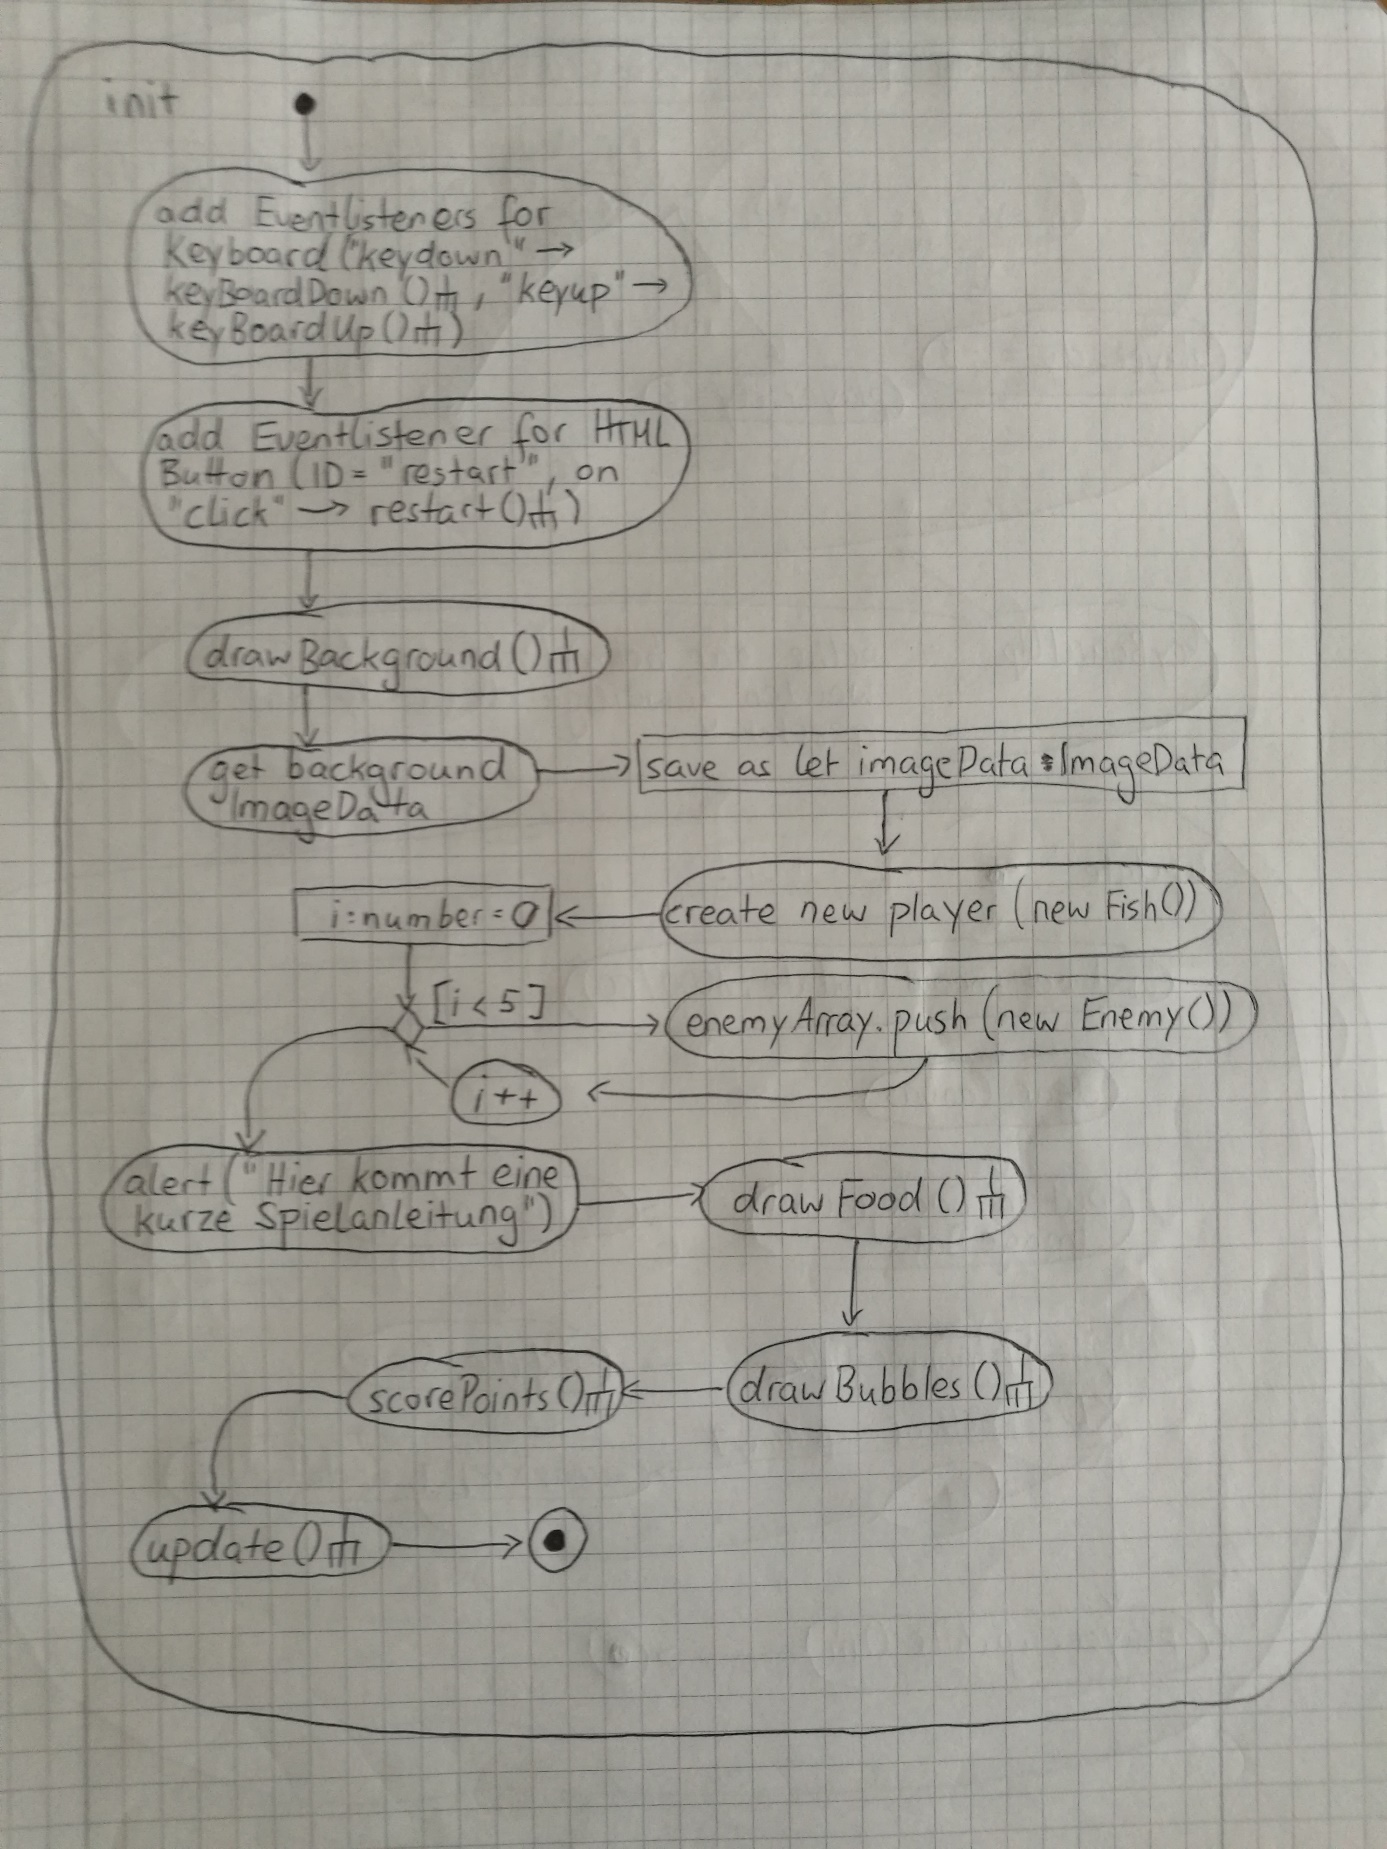 init
add Eventlisteners for
Keyboard ("keydown" →
keyBoardDown (), "keyup" →
keyBoardUp ())
add Eventlistener for HTML
Button (ID = "restart", on
"click" → restart ())
drawBackground ()
get background
ImageData
save as let imageData : ImageData
create new player (new Fish())
i:number = 0
[i < 5]
enemyArray.push (new Enemy())
i++
alert ("Hier kommt eine
kurze Spielanleitung")
drawFood ()
drawBubbles ()
scorePoints ()
update ()